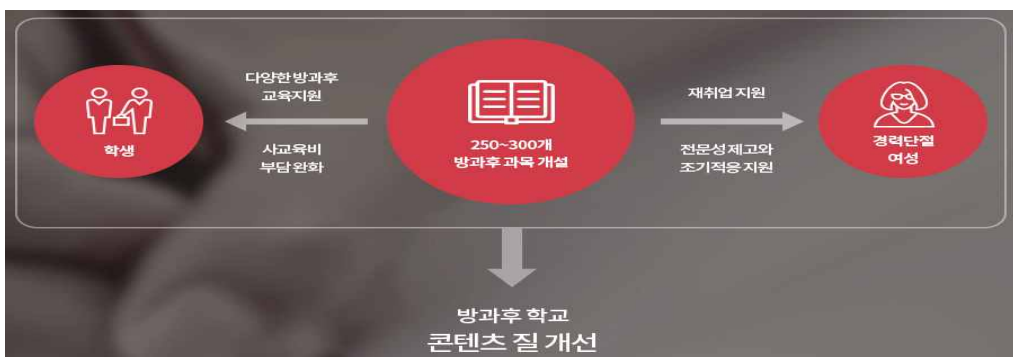 다양한 방과후
교육지원
학생
사교육비
부담 완화
250~300개
방과후 과목 개설
재취업 지원
전문성 제고와
조기적응 지원
경력단절
여성
방과후 학교
콘텐츠 질 개선